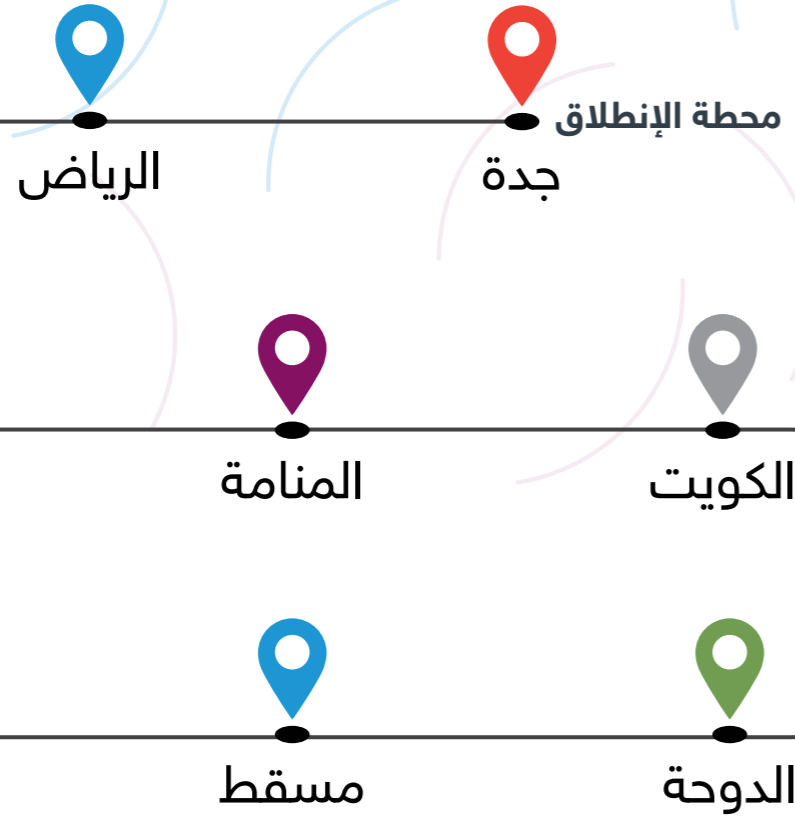 محطة الإنطلاق
جدة
الرياض
الكويت
المنامة
الدوحة
مسقط